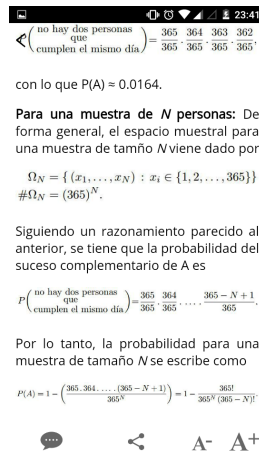 23:41
no hay dos personas
que
cumplen el mismo día
= 365/365 · 364/365 · 363/365 · 362/365,
con lo que P(A) ≈ 0.0164.
Para una muestra de N personas: De
forma general, el espacio muestral para
una muestra de tamño N viene dado por
Ω_N = { (x_1, . . . , x_N) : x_i ∈ {1, 2, . . . , 365}}
#Ω_N = (365)^N.
Siguiendo un razonamiento parecido al
anterior, se tiene que la probabilidad del
suceso complementario de A es
P( no hay dos personas
que
cumplen el mismo día ) = 365/365 · 364/365 · . . . · (365 − N + 1)/365.
Por lo tanto, la probabilidad para una
muestra de tamaño N se escribe como
P(A) = 1 − ( 365 . 364 . . . . . (365 − N + 1) / 365^N ) = 1 − 365! / 365^N (365 − N)!.
A- A+